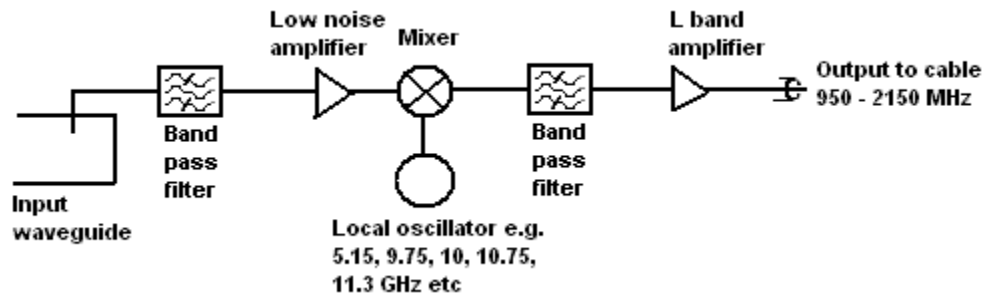 Low noise
amplifier
Mixer
L band
amplifier
Output to cable
950 - 2150 MHz
Band
pass
filter
Band
pass
filter
Input
waveguide
Local oscillator e.g.
5.15, 9.75, 10, 10.75,
11.3 GHz etc